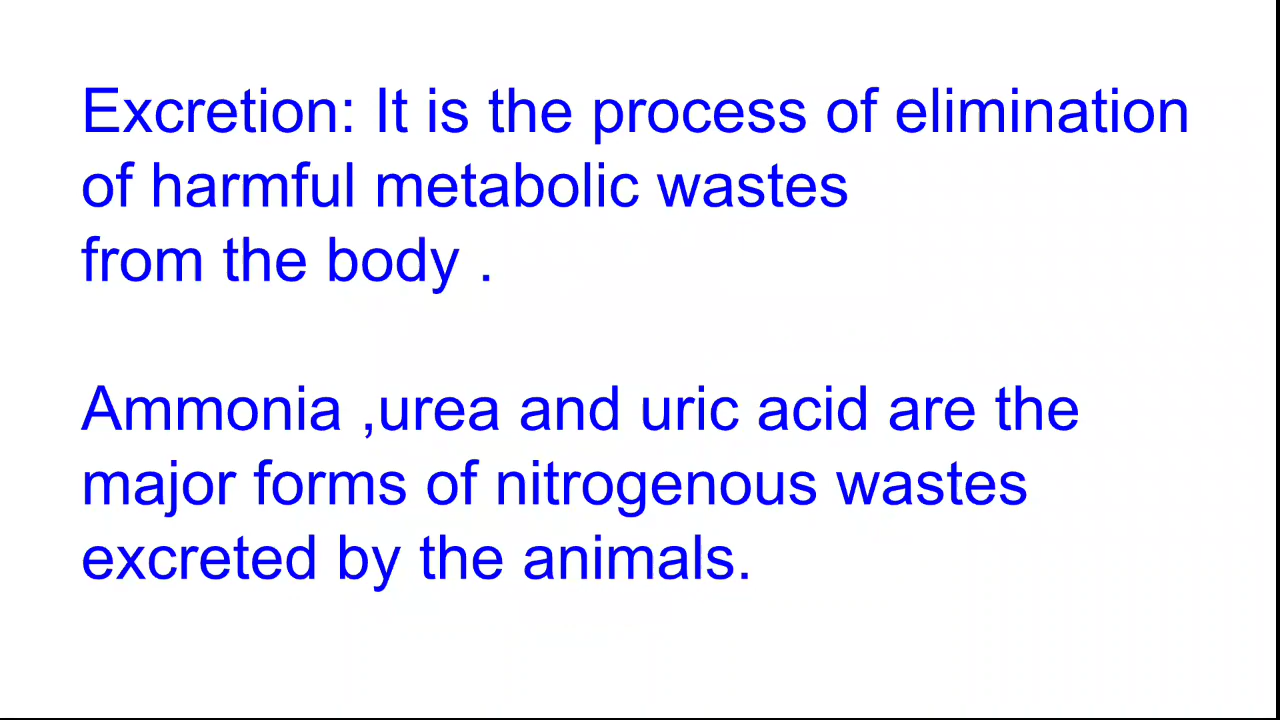 Excretion: It is the process of elimination
of harmful metabolic wastes
from the body .
Ammonia ,urea and uric acid are the
major forms of nitrogenous wastes
excreted by the animals.